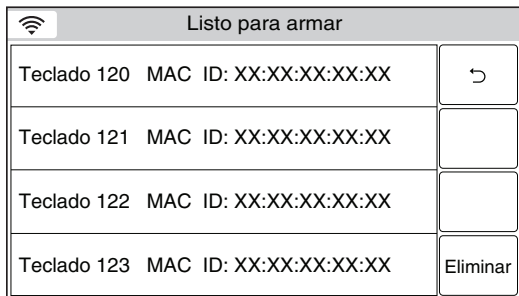 Listo para armar
Teclado 120 MAC ID: XX:XX:XX:XX:XX
Teclado 121 MAC ID: XX:XX:XX:XX:XX
Teclado 122 MAC ID: XX:XX:XX:XX:XX
Teclado 123 MAC ID: XX:XX:XX:XX:XX
Eliminar